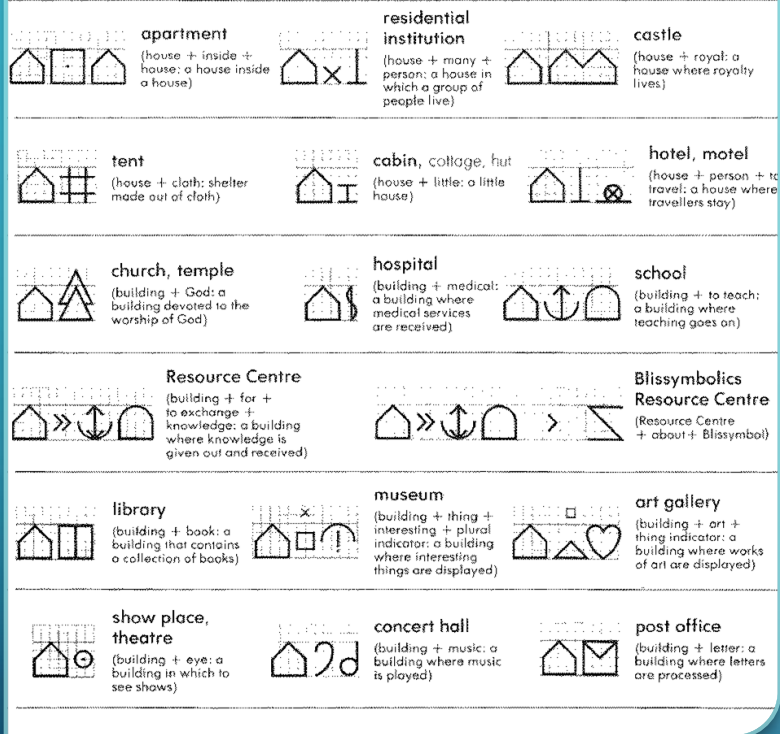 apartment
(house + inside +
house: a house inside
a house)
residential
institution
(house + many +
person: a house in
which a group of
people live)
castle
(house + royal: a
house where royalty
lives)
tent
(house + cloth: shelter
made out of cloth)
cabin, cottage, hut
(house + little: a little
house)
hotel, motel
(house + person + to
travel: a house where
travellers stay)
church, temple
(building + God: a
building devoted to the
worship of God)
hospital
(building + medical:
a building where
medical services
are received)
school
(building + to teach:
a building where
teaching goes on)
Resource Centre
(building + for +
to exchange +
knowledge: a building
where knowledge is
given out and received)
Blissymbolics
Resource Centre
(Resource Centre
+ about + Blissymbol)
library
(building + book: a
building that contains
a collection of books)
museum
(building + thing +
interesting + plural
indicator: a building
where interesting
things are displayed)
art gallery
(building + art +
thing indicator: a
building where works
of art are displayed)
show place,
theatre
(building + eye: a
building in which to
see shows)
concert hall
(building + music: a
building where music
is played)
post office
(building + letter: a
building where letters
are processed)